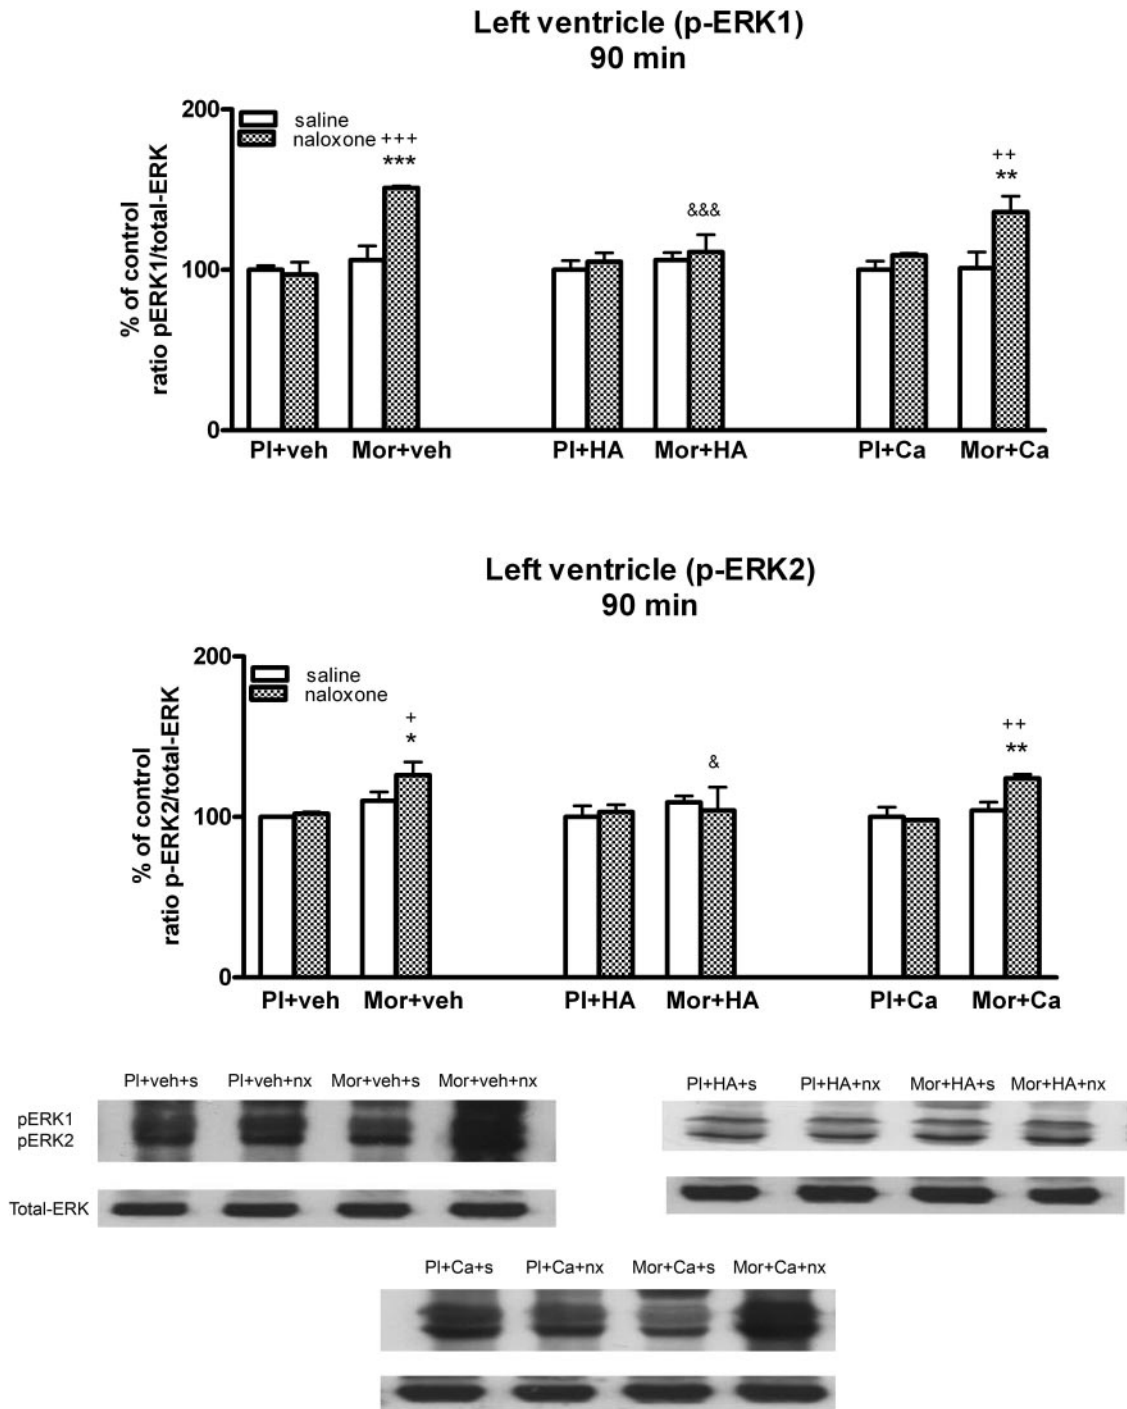 Left ventricle (p-ERK1)
90 min
% of control
ratio pERK1/total-ERK
200
100
0
saline
naloxone
+++
***
&&&
++
**
Pl+veh Mor+veh Pl+HA Mor+HA Pl+Ca Mor+Ca
Left ventricle (p-ERK2)
90 min
% of control
ratio p-ERK2/total-ERK
200
100
0
saline
naloxone
+
*
&
++
**
Pl+veh Mor+veh Pl+HA Mor+HA Pl+Ca Mor+Ca
Pl+veh+s Pl+veh+nx Mor+veh+s Mor+veh+nx
pERK1
pERK2
Total-ERK
Pl+HA+s Pl+HA+nx Mor+HA+s Mor+HA+nx
Pl+Ca+s Pl+Ca+nx Mor+Ca+s Mor+Ca+nx